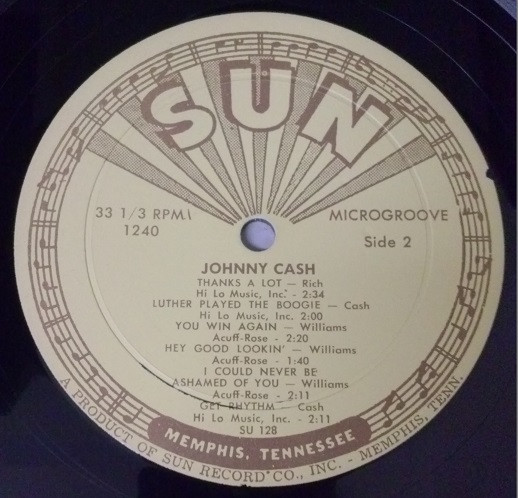 SUN
33 1/3 RPM
MICROGROOVE
1240
Side 2
JOHNNY CASH
THANKS A LOT — Rich
Hi Lo Music, Inc. - 2:34
LUTHER PLAYED THE BOOGIE — Cash
Hi Lo Music, Inc. 2:00
YOU WIN AGAIN — Williams
Acuff-Rose - 2:20
HEY GOOD LOOKIN' — Williams
Acuff-Rose - 1:40
I COULD NEVER BE
ASHAMED OF YOU — Williams
Acuff-Rose - 2:11
GET RHYTHM — Cash
Hi Lo Music, Inc. - 2:11
SU 128
MEMPHIS, TENNESSEE
A PRODUCT OF SUN RECORD CO., INC. - MEMPHIS, TENN.